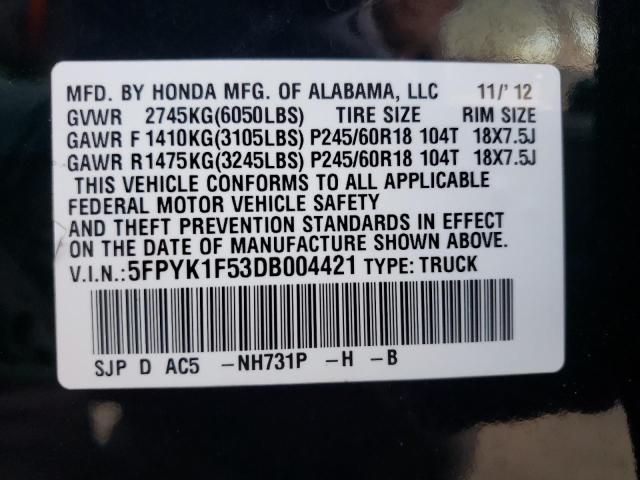 MFD. BY HONDA MFG. OF ALABAMA, LLC 11/'12
GVWR 2745KG(6050LBS) TIRE SIZE RIM SIZE
GAWR F 1410KG(3105LBS) P245/60R18 104T 18X7.5J
GAWR R1475KG(3245LBS) P245/60R18 104T 18X7.5J
THIS VEHICLE CONFORMS TO ALL APPLICABLE
FEDERAL MOTOR VEHICLE SAFETY
AND THEFT PREVENTION STANDARDS IN EFFECT
ON THE DATE OF MANUFACTURE SHOWN ABOVE.
V.I.N.:5FPYK1F53DB004421 TYPE: TRUCK
SJP D AC5 -NH731P -H -B